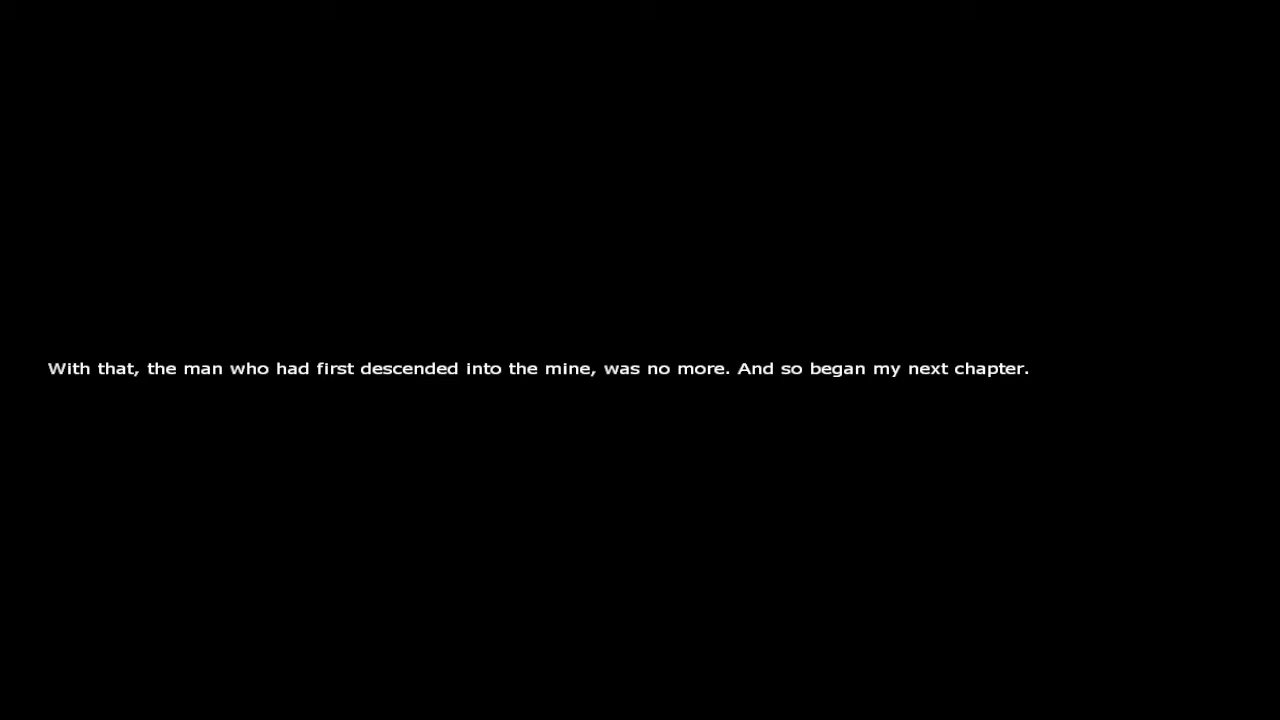 With that, the man who had first descended into the mine, was no more. And so began my next chapter.